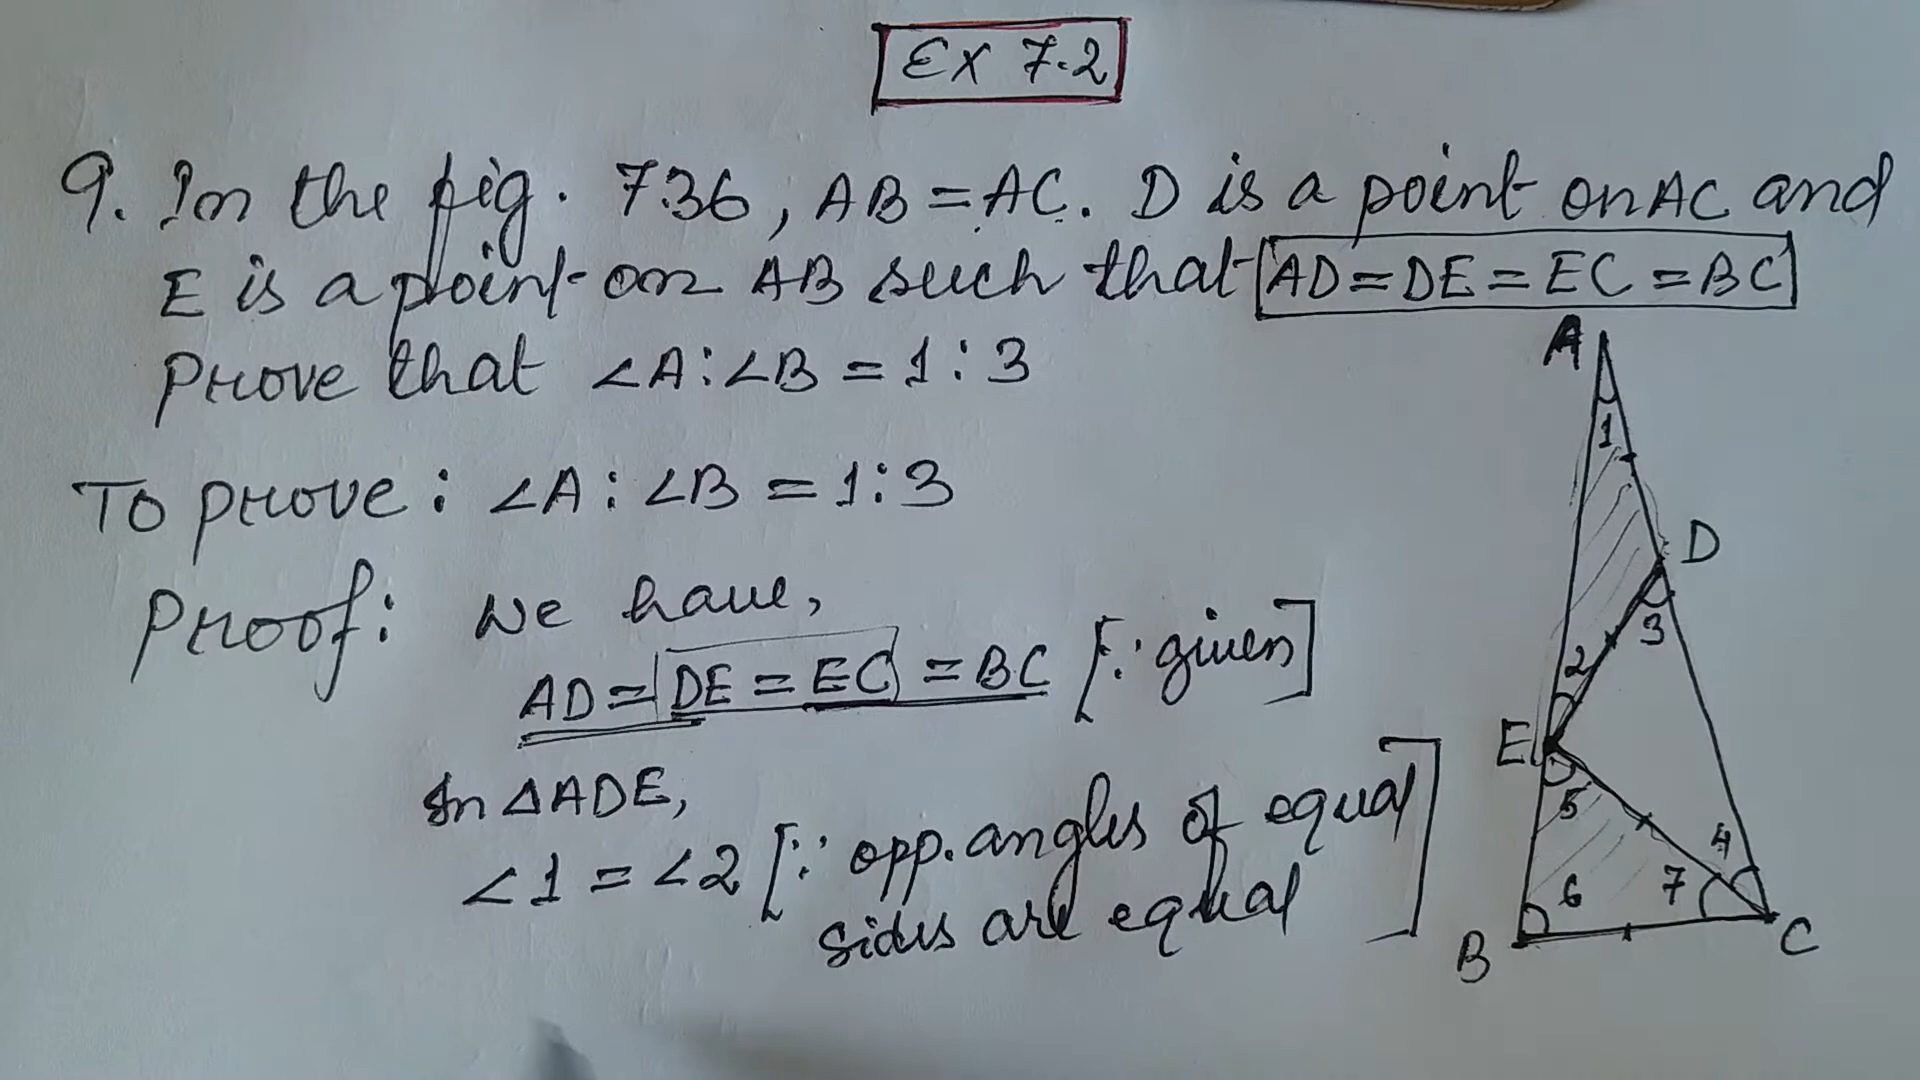 Ex 7.2
9. In the fig. 7.36, AB = AC. D is a point on AC and
E is a point on AB such that AD = DE = EC = BC
Prove that ∠A : ∠B = 1 : 3
To prove : ∠A : ∠B = 1 : 3
Proof : We have,
AD = DE = EC = BC [∵ given]
In △ADE,
∠1 = ∠2 [∵ opp. angles of equal
sides are equal]
A
1
D
3
2
E
5
4
6
7
B
C